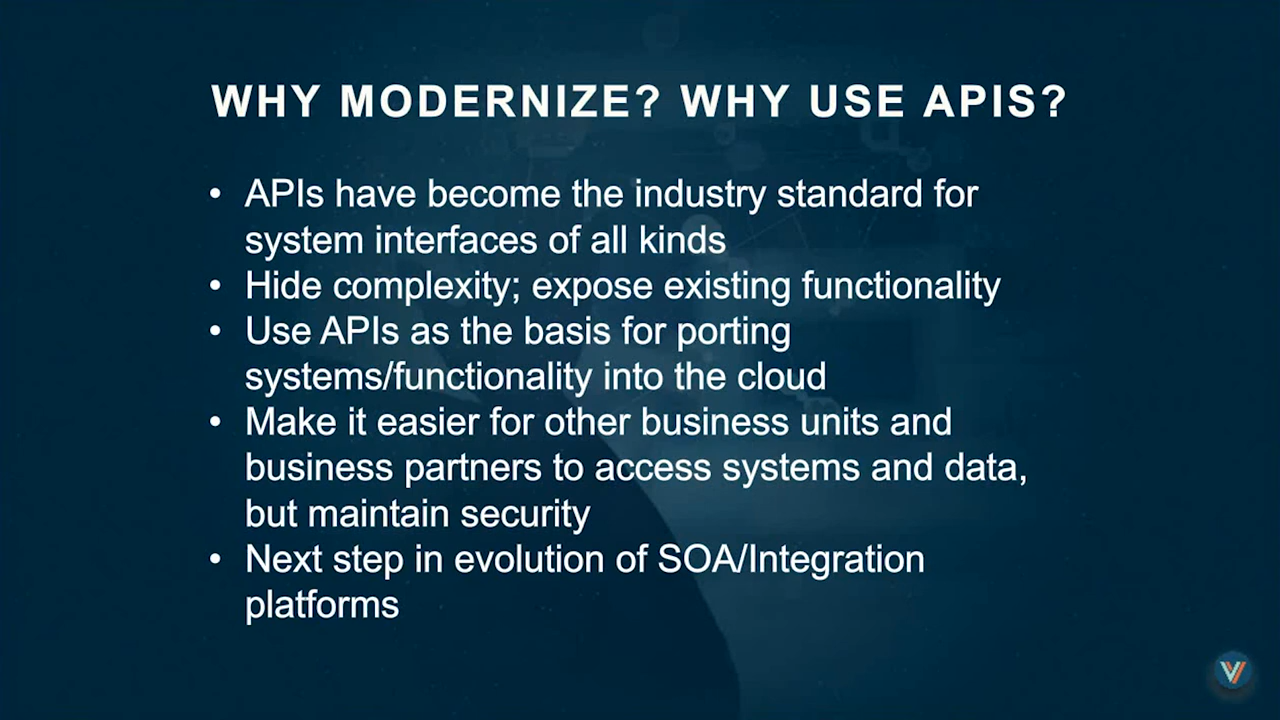 WHY MODERNIZE? WHY USE APIS?
• APIs have become the industry standard for
system interfaces of all kinds
• Hide complexity; expose existing functionality
• Use APIs as the basis for porting
systems/functionality into the cloud
• Make it easier for other business units and
business partners to access systems and data,
but maintain security
• Next step in evolution of SOA/Integration
platforms